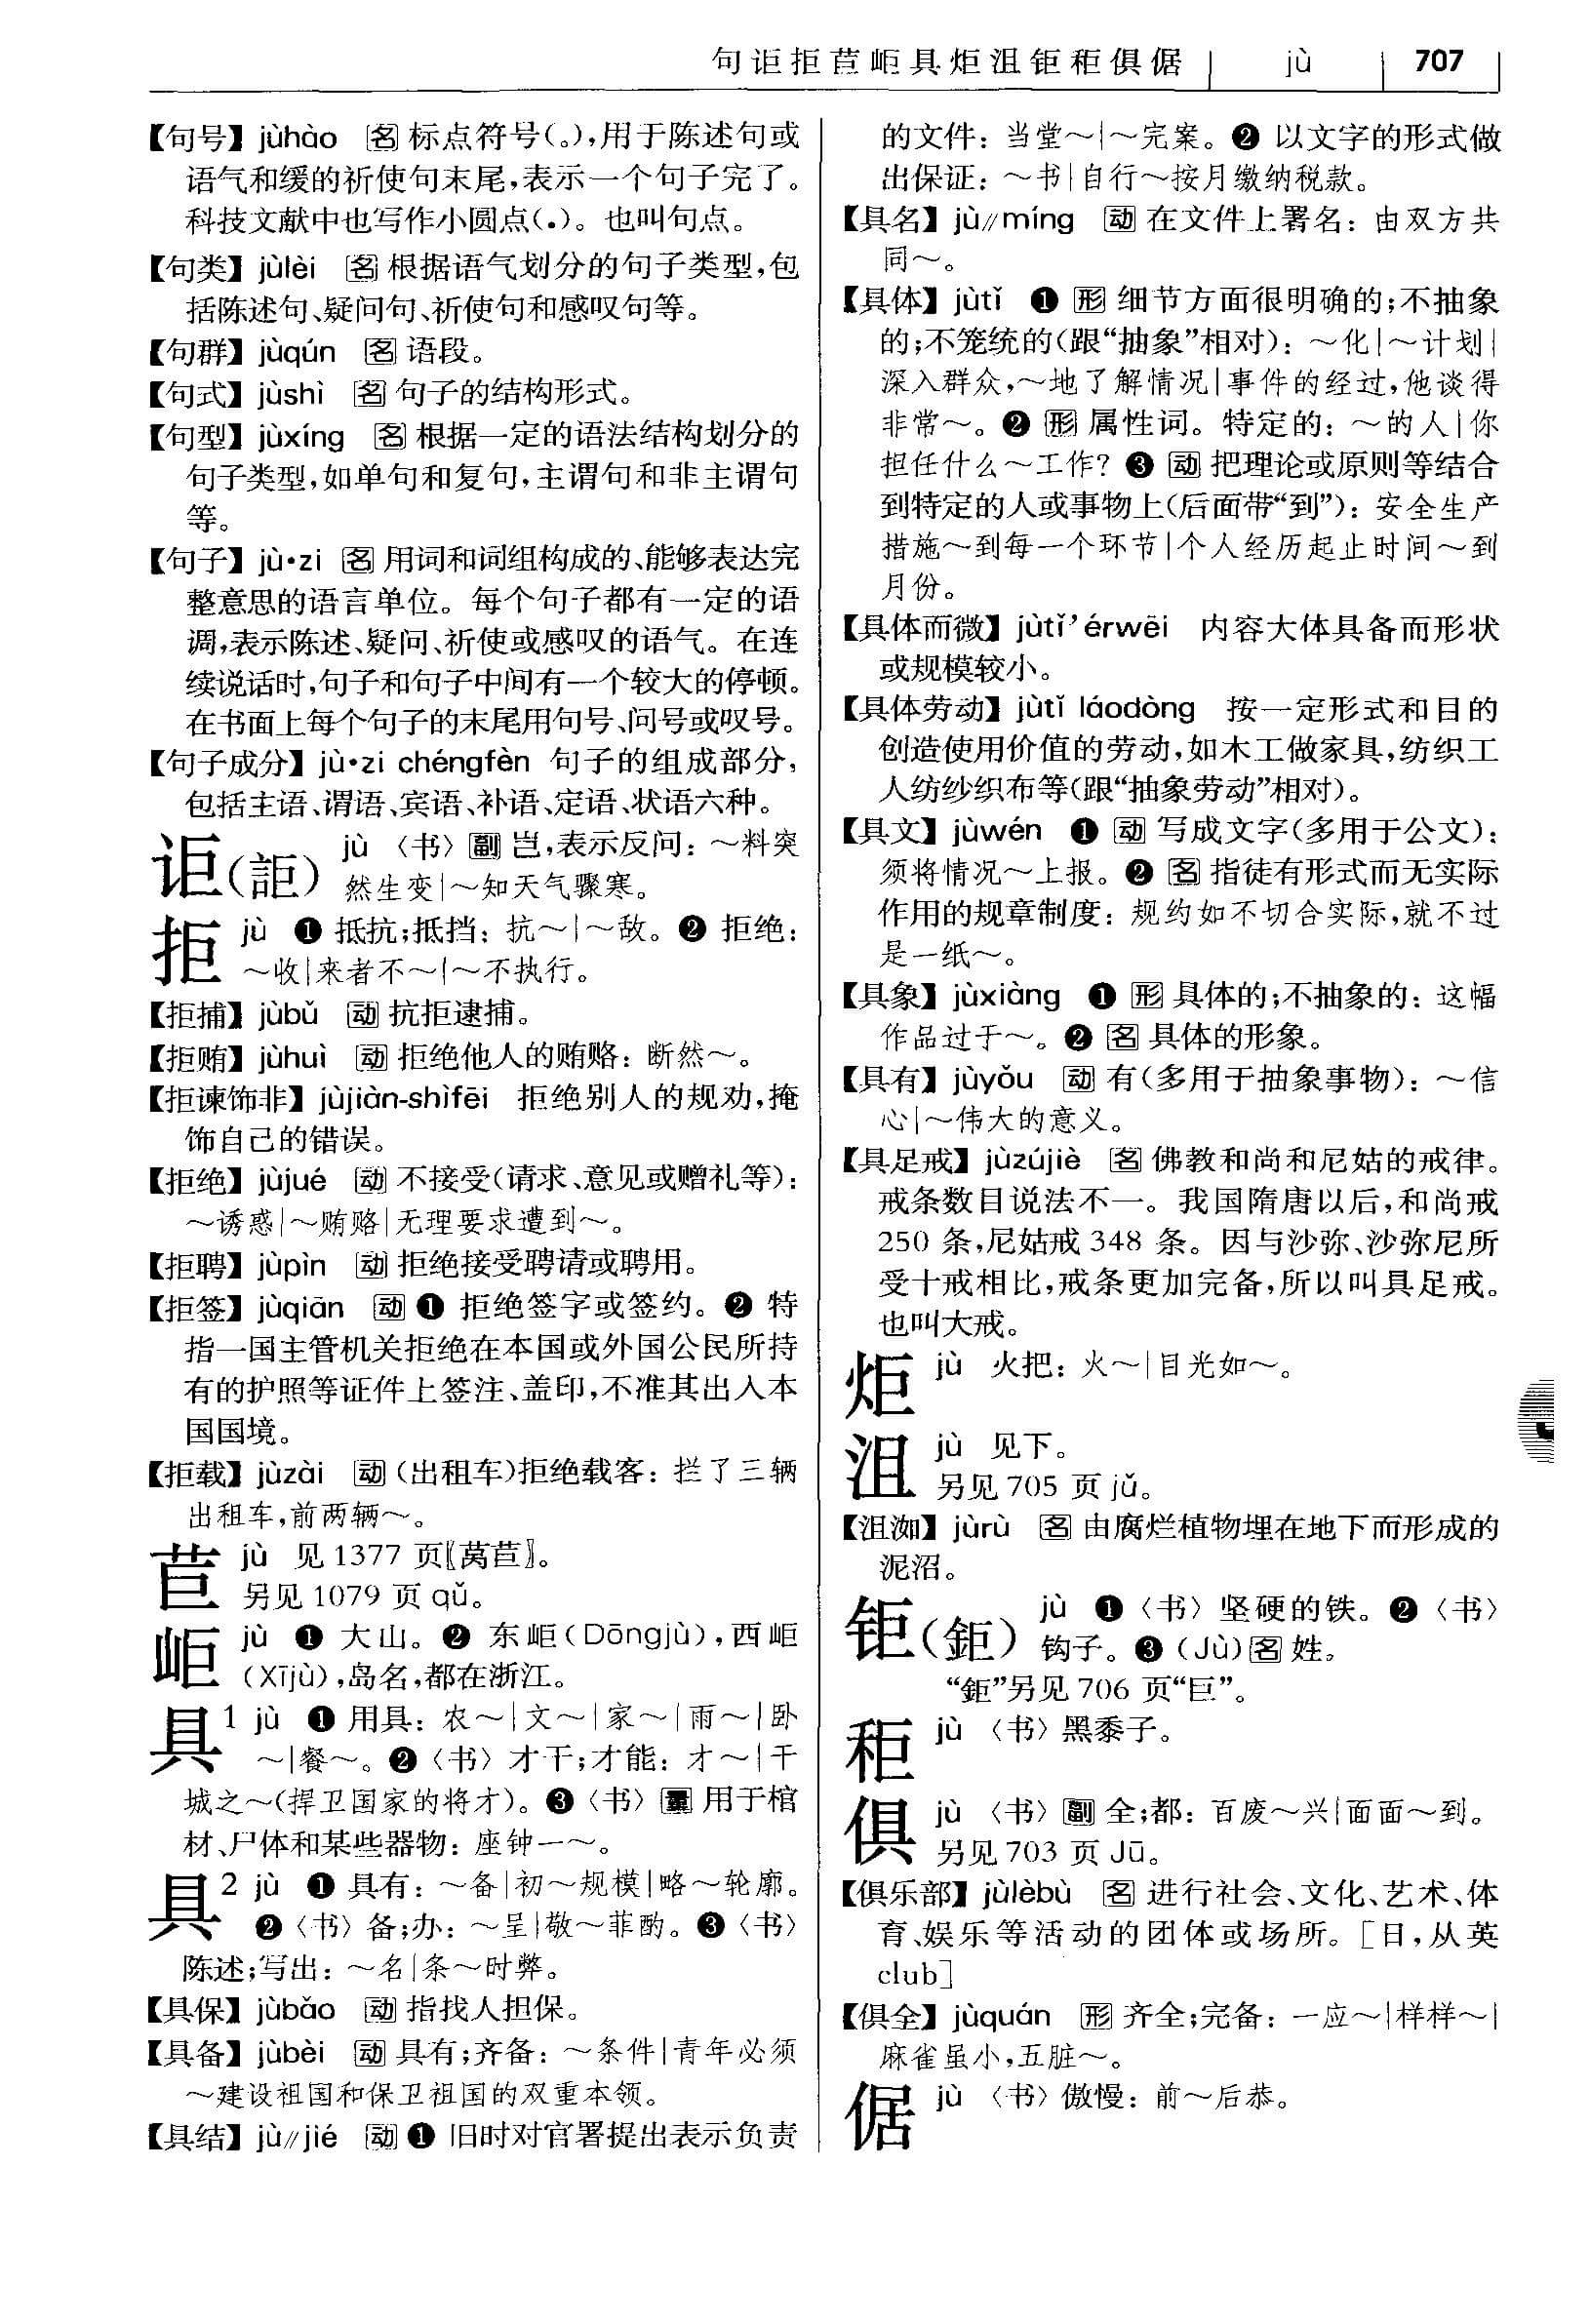 句讵拒苣岠具炬沮钜秬俱倨 jù 707
【句号】 jùhào 名 标点符号(。),用于陈述句或
语气和缓的祈使句末尾,表示一个句子完了。
科技文献中也写作小圆点(.)。也叫句点。
【句类】 jùlèi 名 根据语气划分的句子类型,包
括陈述句、疑问句、祈使句和感叹句等。
【句群】 jùqún 名 语段。
【句式】 jùshì 名 句子的结构形式。
【句型】 jùxíng 名 根据一定的语法结构划分的
句子类型,如单句和复句,主谓句和非主谓句
等。
【句子】 jù•zi 名 用词和词组构成的、能够表达完
整意思的语言单位。每个句子都有一定的语
调,表示陈述、疑问、祈使或感叹的语气。在连
续说话时,句子和句子中间有一个较大的停顿。
在书面上每个句子的末尾用句号、问号或叹号。
【句子成分】 jù•zi chéngfèn 句子的组成部分,
包括主语、谓语、宾语、补语、定语、状语六种。
讵(詎) jù 〈书〉 副 岂,表示反问: ～料突
然生变|～知天气骤寒。
拒 jù ❶ 抵抗;抵挡: 抗～|～敌。❷ 拒绝:
～收|来者不～|～不执行。
【拒捕】 jùbǔ 动 抗拒逮捕。
【拒贿】 jùhuì 动 拒绝他人的贿赂: 断然～。
【拒谏饰非】 jùjiàn-shìfēi 拒绝别人的规劝,掩
饰自己的错误。
【拒绝】 jùjué 动 不接受(请求、意见或赠礼等):
～诱惑|～贿赂|无理要求遭到～。
【拒聘】 jùpìn 动 拒绝接受聘请或聘用。
【拒签】 jùqiān 动 ❶ 拒绝签字或签约。❷ 特
指一国主管机关拒绝在本国或外国公民所持
有的护照等证件上签注、盖印,不准其出入本
国国境。
【拒载】 jùzài 动 (出租车)拒绝载客: 拦了三辆
出租车,前两辆～。
苣 jù 见 1377 页〖莴苣〗。
另见 1079 页 qǔ。
岠 jù ❶ 大山。❷ 东岠(Dōngjù),西岠
(Xījù),岛名,都在浙江。
具1 jù ❶ 用具: 农～|文～|家～|雨～|卧
～|餐～。❷〈书〉才干;才能: 才～|干
城之～(捍卫国家的将才)。❸〈书〉量 用于棺
材、尸体和某些器物: 座钟一～。
具2 jù ❶ 具有: ～备|初～规模|略～轮廓。
❷〈书〉备;办: ～呈|敬～菲酌。❸〈书〉
陈述;写出: ～名|条～时弊。
【具保】 jùbǎo 动 指找人担保。
【具备】 jùbèi 动 具有;齐备: ～条件|青年必须
～建设祖国和保卫祖国的双重本领。
【具结】 jù//jié 动 ❶ 旧时对官署提出表示负责
的文件: 当堂～|～完案。❷ 以文字的形式做
出保证: ～书|自行～按月缴纳税款。
【具名】 jù//míng 动 在文件上署名: 由双方共
同～。
【具体】 jùtǐ ❶ 形 细节方面很明确的;不抽象
的;不笼统的(跟“抽象”相对): ～化|～计划|
深入群众,～地了解情况|事件的经过,他谈得
非常～。❷ 形 属性词。特定的: ～的人|你
担任什么～工作? ❸ 动 把理论或原则等结合
到特定的人或事物上(后面带“到”): 安全生产
措施～到每一个环节|个人经历起止时间～到
月份。
【具体而微】 jùtǐ’érwēi 内容大体具备而形状
或规模较小。
【具体劳动】 jùtǐ láodòng 按一定形式和目的
创造使用价值的劳动,如木工做家具,纺织工
人纺纱织布等(跟“抽象劳动”相对)。
【具文】 jùwén ❶ 动 写成文字(多用于公文):
须将情况～上报。❷ 名 指徒有形式而无实际
作用的规章制度: 规约如不切合实际,就不过
是一纸～。
【具象】 jùxiàng ❶ 形 具体的;不抽象的: 这幅
作品过于～。❷ 名 具体的形象。
【具有】 jùyǒu 动 有(多用于抽象事物): ～信
心|～伟大的意义。
【具足戒】 jùzújiè 名 佛教和尚和尼姑的戒律。
戒条数目说法不一。我国隋唐以后,和尚戒
250 条,尼姑戒 348 条。因与沙弥、沙弥尼所
受十戒相比,戒条更加完备,所以叫具足戒。
也叫大戒。
炬 jù 火把: 火～|目光如～。
沮 jù 见下。
另见 705 页 jǔ。
【沮洳】 jùrù 名 由腐烂植物埋在地下而形成的
泥沼。
钜(鉅) jù ❶〈书〉坚硬的铁。❷〈书〉
钩子。❸ (Jù) 名 姓。
“鉅”另见 706 页“巨”。
秬 jù 〈书〉黑黍子。
俱 jù 〈书〉 副 全;都: 百废～兴|面面～到。
另见 703 页 Jū。
【俱乐部】 jùlèbù 名 进行社会、文化、艺术、体
育、娱乐等活动的团体或场所。[日,从英
club]
【俱全】 jùquán 形 齐全;完备: 一应～|样样～|
麻雀虽小,五脏～。
倨 jù 〈书〉傲慢: 前～后恭。